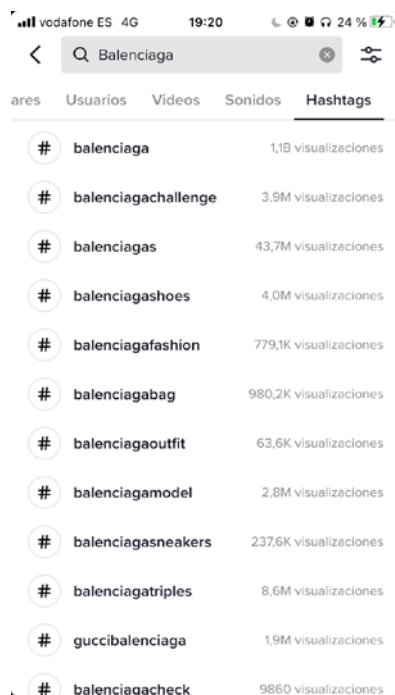 vodafone ES 4G 19:20 24 %
Balenciaga
ares Usuarios Videos Sonidos Hashtags
# balenciaga 1,1B visualizaciones
# balenciagachallenge 3,9M visualizaciones
# balenciagas 43,7M visualizaciones
# balenciagashoes 4,0M visualizaciones
# balenciagafashion 779,1K visualizaciones
# balenciagabag 980,2K visualizaciones
# balenciagaoutfit 63,6K visualizaciones
# balenciagamodel 2,8M visualizaciones
# balenciagasneakers 237,6K visualizaciones
# balenciagatriples 8,6M visualizaciones
# guccibalenciaga 1,9M visualizaciones
# balenciagacheck 9860 visualizaciones